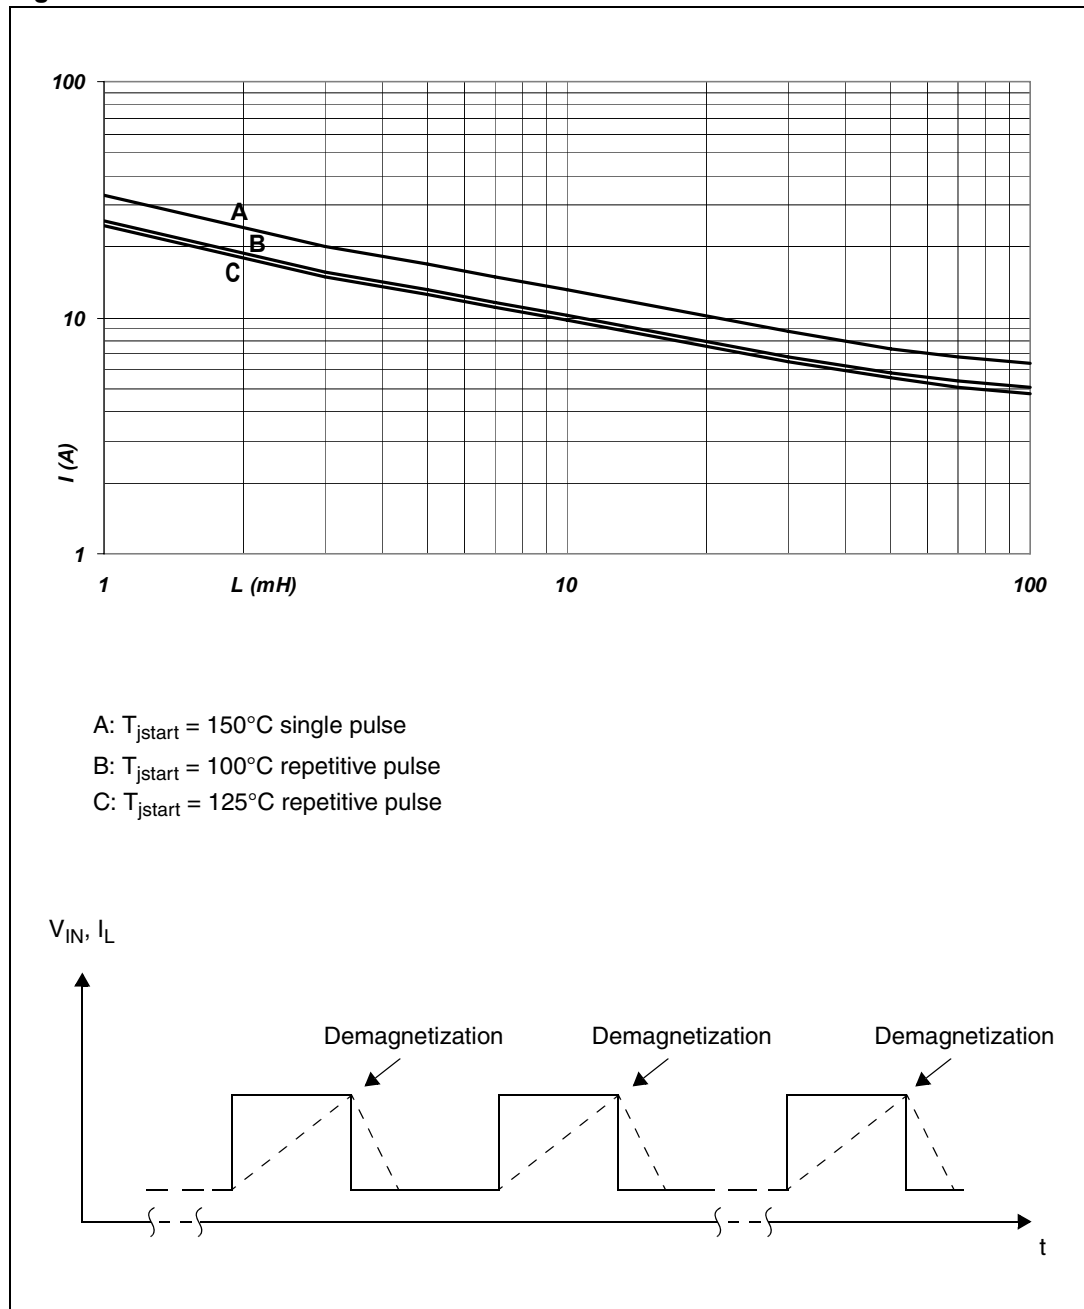 100
A
B
C
10
I (A)
1
1 L (mH) 10 100
A: Tjstart = 150°C single pulse
B: Tjstart = 100°C repetitive pulse
C: Tjstart = 125°C repetitive pulse
VIN, IL
Demagnetization Demagnetization Demagnetization
t